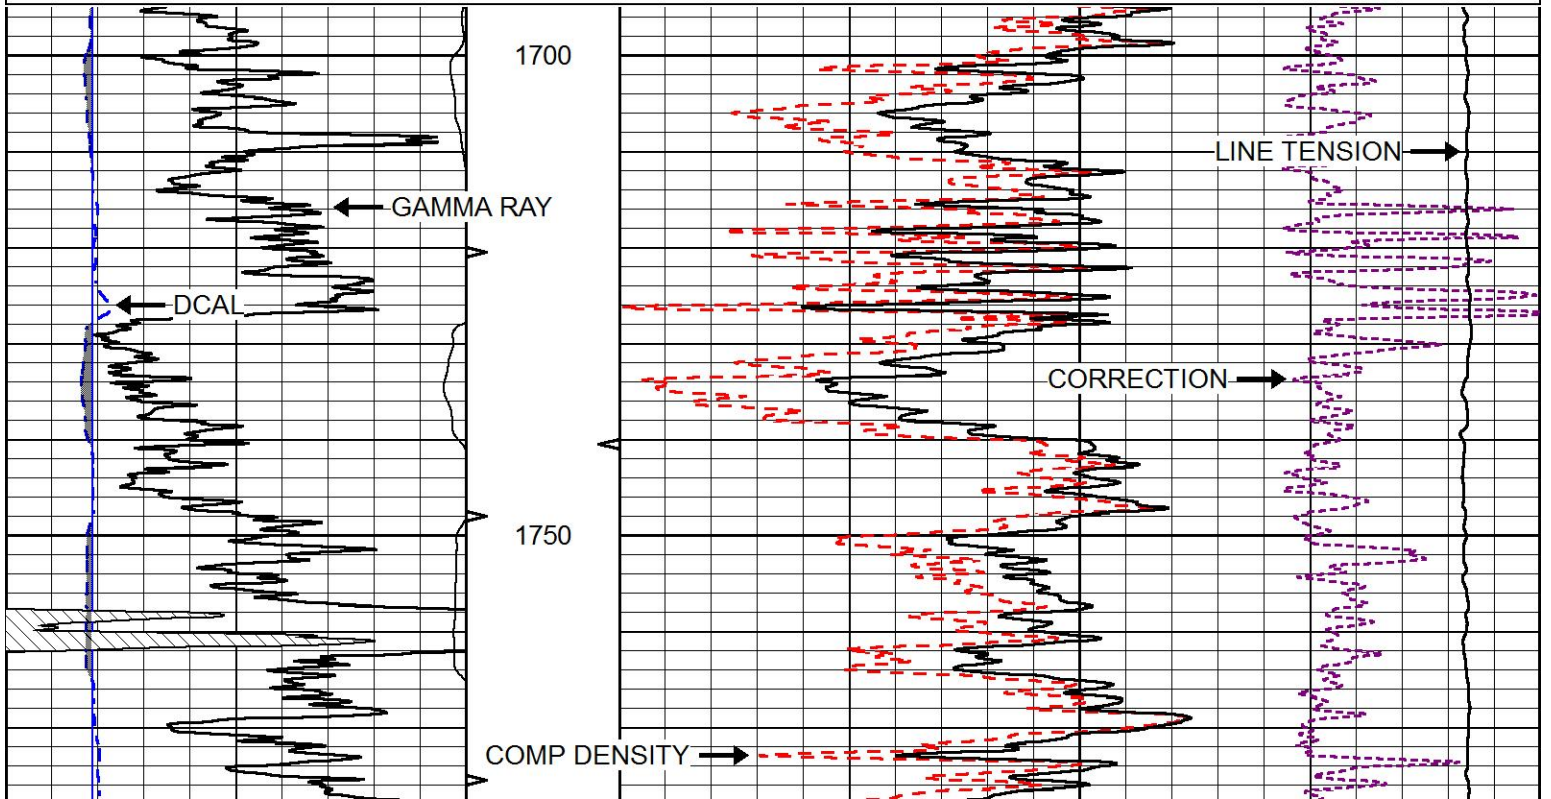 1700
LINE TENSION
GAMMA RAY
DCAL
CORRECTION
1750
COMP DENSITY